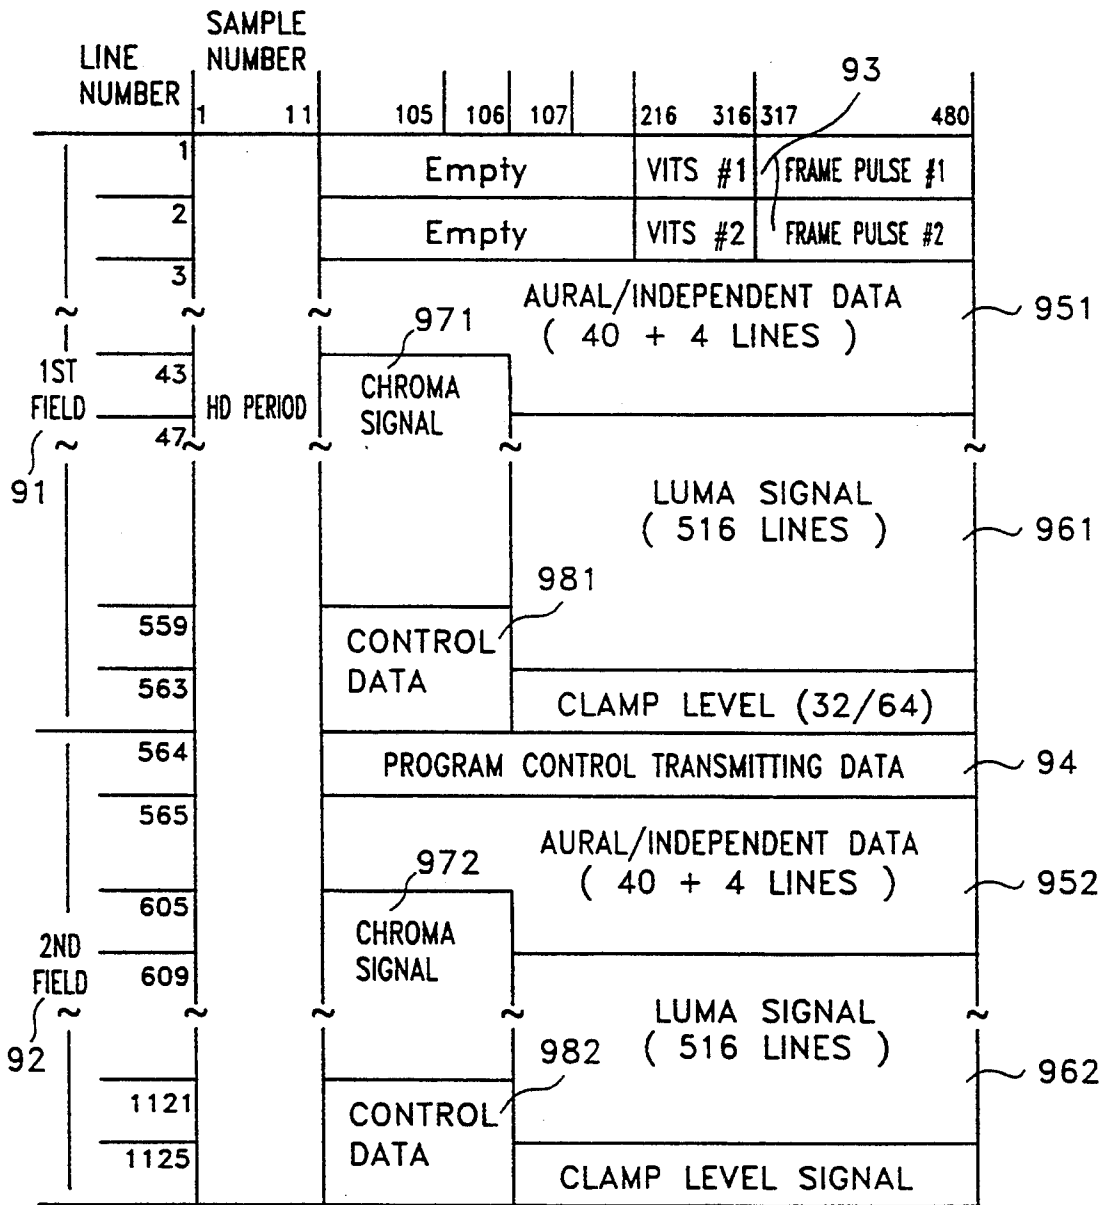 SAMPLE
LINE NUMBER
NUMBER
1 11 105 106 107 216 316 317 480
93
1 Empty VITS #1 FRAME PULSE #1
2 Empty VITS #2 FRAME PULSE #2
3 AURAL/INDEPENDENT DATA
( 40 + 4 LINES )
951
971
1ST
FIELD
91
43
47
HD PERIOD
CHROMA
SIGNAL
LUMA SIGNAL
( 516 LINES )
961
981
559
563
CONTROL
DATA
CLAMP LEVEL (32/64)
564 PROGRAM CONTROL TRANSMITTING DATA 94
565 AURAL/INDEPENDENT DATA
( 40 + 4 LINES )
952
972
605
609
2ND
FIELD
92
CHROMA
SIGNAL
LUMA SIGNAL
( 516 LINES )
962
982
1121
1125
CONTROL
DATA
CLAMP LEVEL SIGNAL